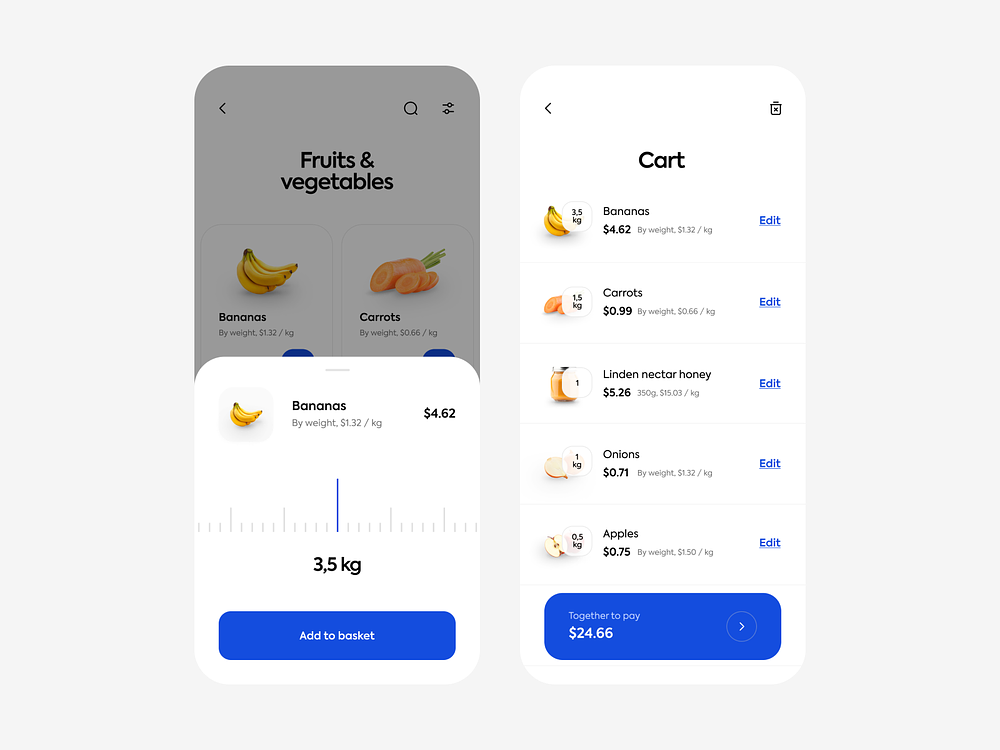 Fruits &
vegetables
Bananas
By weight, $1.32 / kg
Carrots
By weight, $0.66 / kg
Bananas
By weight, $1.32 / kg
$4.62
3,5 kg
Add to basket
Cart
3,5
kg
Bananas
$4.62 By weight, $1.32 / kg
Edit
1,5
kg
Carrots
$0.99 By weight, $0.66 / kg
Edit
1
Linden nectar honey
$5.26 350g, $15.03 / kg
Edit
1
kg
Onions
$0.71 By weight, $1.32 / kg
Edit
0,5
kg
Apples
$0.75 By weight, $1.50 / kg
Edit
Together to pay
$24.66